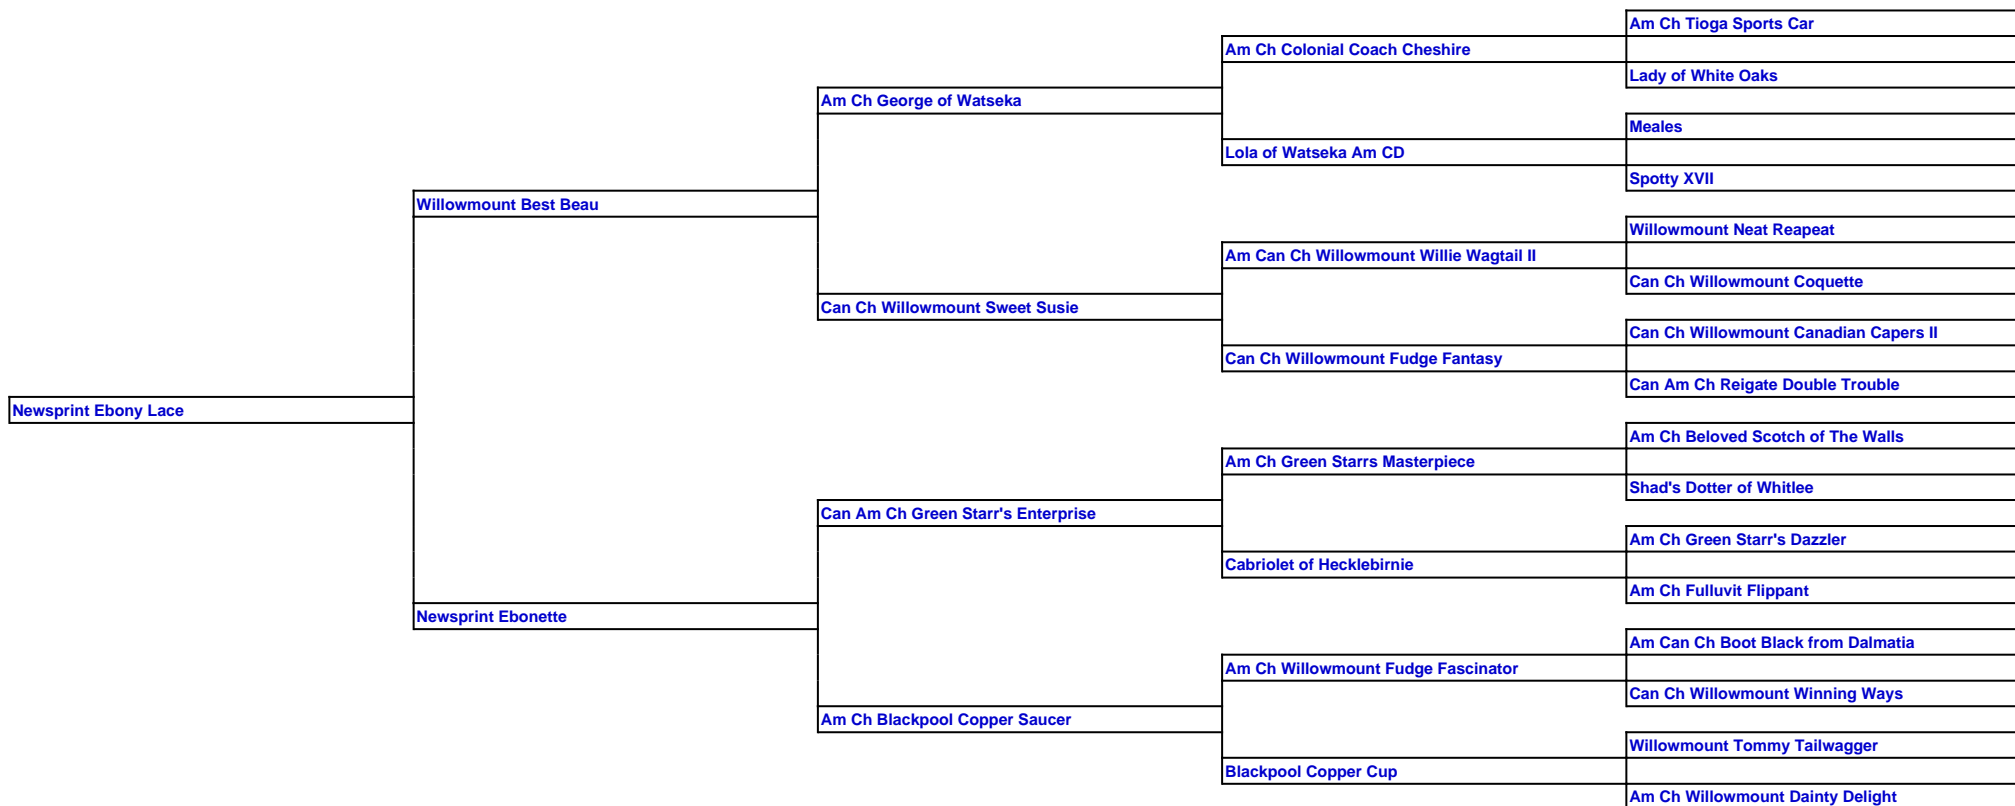 Am Ch Tioga Sports Car
Am Ch Colonial Coach Cheshire
Lady of White Oaks
Am Ch George of Watseka
Meales
Lola of Watseka Am CD
Spotty XVII
Willowmount Best Beau
Willowmount Neat Reapeat
Am Can Ch Willowmount Willie Wagtail II
Can Ch Willowmount Coquette
Can Ch Willowmount Sweet Susie
Can Ch Willowmount Canadian Capers II
Can Ch Willowmount Fudge Fantasy
Can Am Ch Reigate Double Trouble
Newsprint Ebony Lace
Am Ch Beloved Scotch of The Walls
Am Ch Green Starrs Masterpiece
Shad's Dotter of Whitlee
Can Am Ch Green Starr's Enterprise
Am Ch Green Starr's Dazzler
Cabriolet of Hecklebirnie
Am Ch Fulluvit Flippant
Newsprint Ebonette
Am Can Ch Boot Black from Dalmatia
Am Ch Willowmount Fudge Fascinator
Can Ch Willowmount Winning Ways
Am Ch Blackpool Copper Saucer
Willowmount Tommy Tailwagger
Blackpool Copper Cup
Am Ch Willowmount Dainty Delight